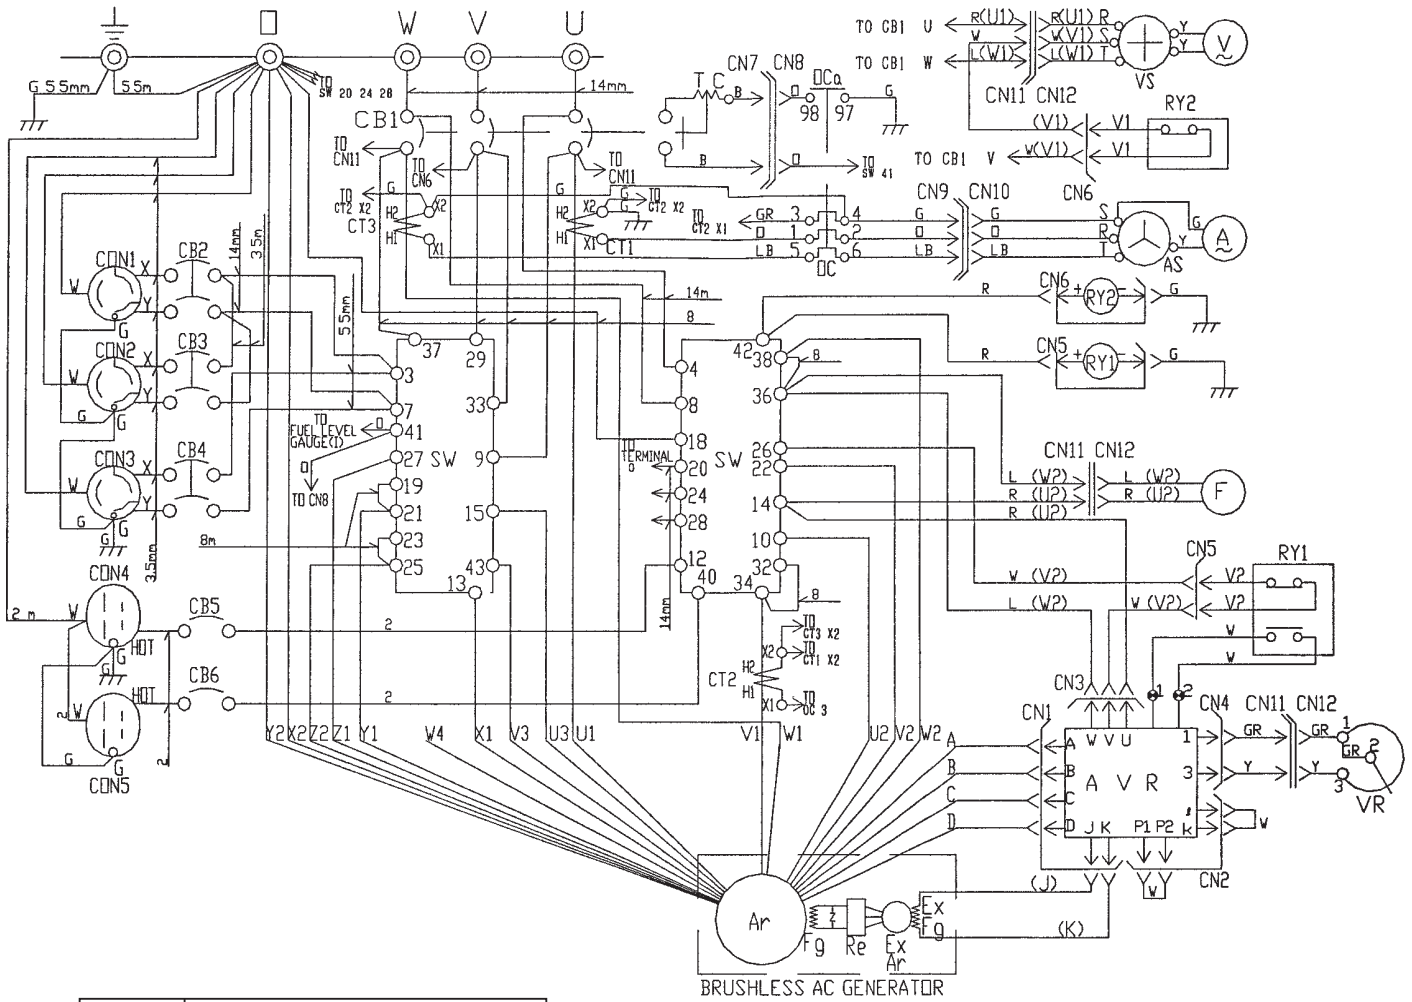 O W V U
G 5.5mm 5.5m
TO SW 20 24 28
14mm
CB1
TO CN11
TO CN6
TO CN11
TO CT2 X2
G
H2 X2
CT3
H1 X1
G
X2
H2
H1 X1
CT1
G
G
TO CT2 X2
T C
CN7 CN8
OCa
B O 98 97 G
B O TO SW 41
TO CT2 X1
GR 3 4 G
O 1 2 O
LB 5 6 LB
OC
CN9 CN10
G S G
O R Y
LB T
AS
A
TO CB1 U R(U1) R(U1) R
W W(V1) S
TO CB1 W L(W1) L(W1) T
VS
Y
Y
V
CN11 CN12
RY2
(V1) V1
TO CB1 V W(V1) V1
CN6
R CN6 + RY2 - G
R CN5 + RY1 - G
CON1 X CB2
W Y
G
14mm
3.5m
CON2 X CB3
W Y
G
G
5.5mm
CON3 X CB4
W Y
G
G
G
3.5mm
8m
CON4
2 m W
HOT
G
CB5
2
14mm
HOT
CB6
2
2 W
G
G
CON5
2
37 29
3
7 33
41
27 SW 9
19
21 15
23
25 43
13
TO FUEL LEVEL GAUGE(I)
O
O
TO CN8
14m
8
42
4 38 8
8 36
18 26
20 SW 22
24 14
28 10
12 32
40 34 8
TO TERMINAL O
TO CT3 X2
X2 TO CT1 X2
H2
CT2
H1
X1 TO OC 3
CN11 CN12
L (W2) L (W2)
R (U2) R (U2)
R (U2)
F
CN5 RY1
W (V2) V2
L (W2) W (V2) V2
W
W
CN3
1 2
CN1 CN4 CN11 CN12
Y2 X2 Z2 Z1 Y1 W4 X1 V3 U3 U1 V1 W1 U2 V2 W2
A A W V U 1 GR GR 1
B B GR 2
C C A V R 3 Y Y 3
D D J K P1 P2 k W
VR
CN2
W
(J)
(K)
Ar
Fg Re Ex Ar
Ex Fg
BRUSHLESS AC GENERATOR